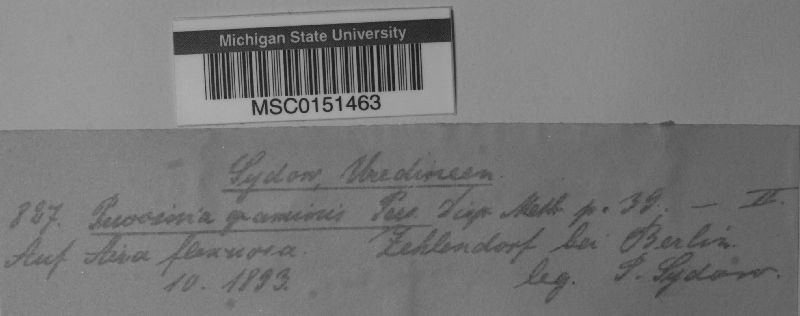 Michigan State University
MSC0151463
Sydow, Uredineen.
827. Puccinia graminis Pers. Disp. Meth. p. 39. — II.
Auf Aira flexuosa. Zehlendorf bei Berlin.
10. 1893. leg. P. Sydow.